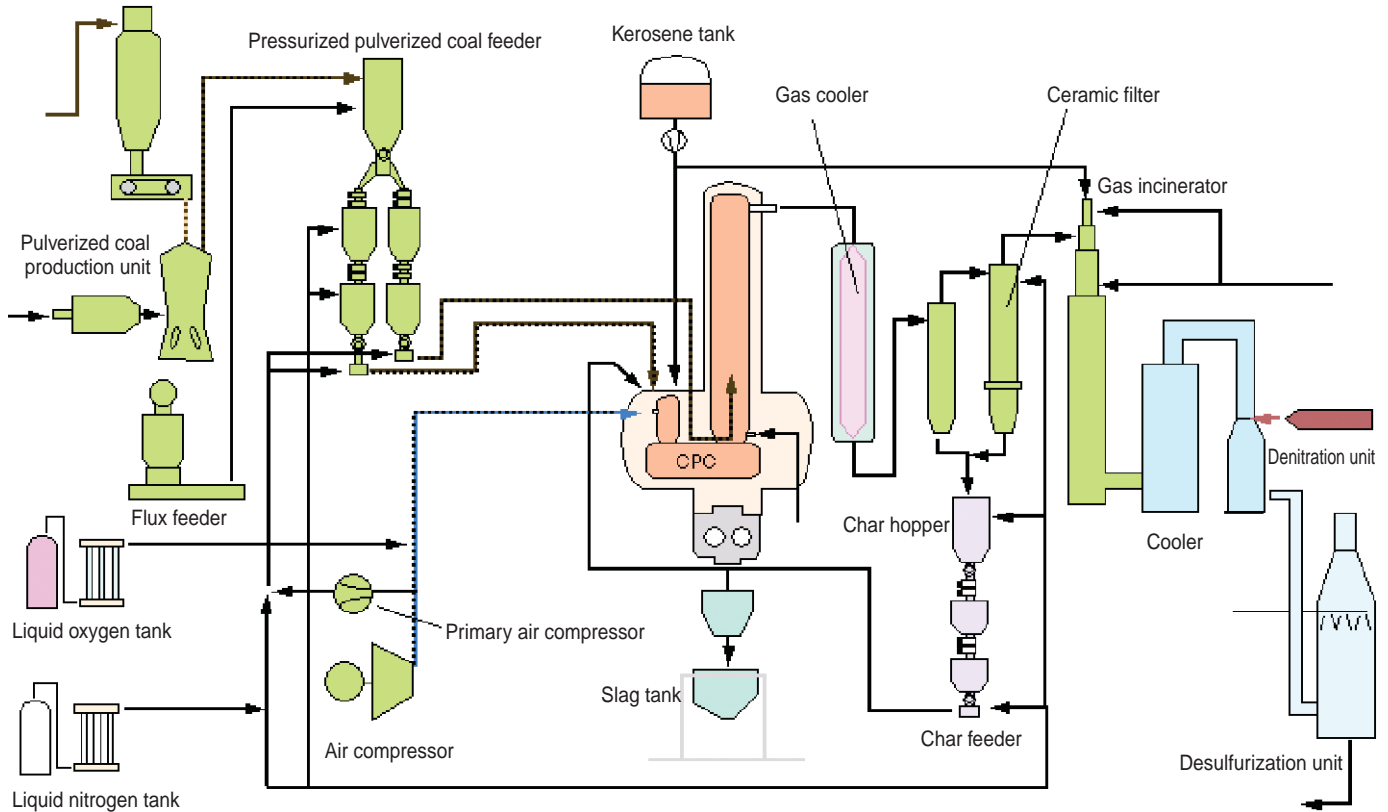 Pressurized pulverized coal feeder
Kerosene tank
Gas cooler
Ceramic filter
Gas incinerator
Pulverized coal
production unit
CPC
Flux feeder
Denitration unit
Char hopper
Cooler
Liquid oxygen tank
Primary air compressor
Slag tank
Air compressor
Char feeder
Desulfurization unit
Liquid nitrogen tank